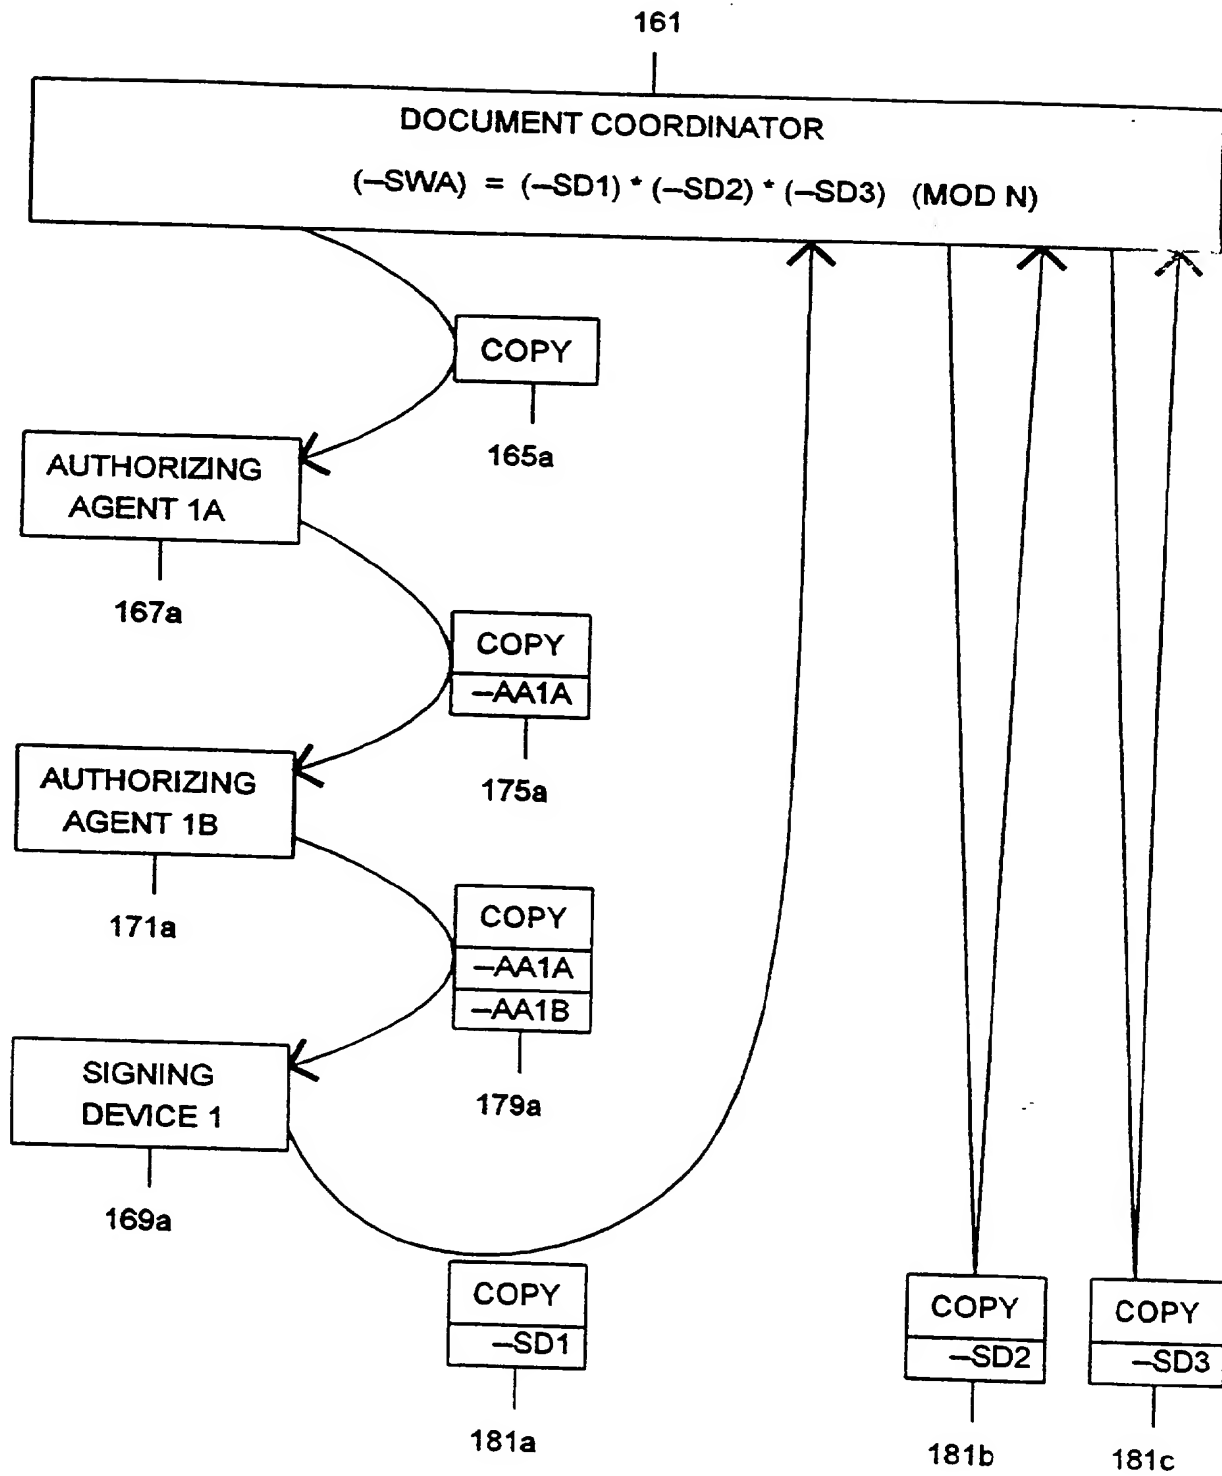 161
DOCUMENT COORDINATOR
(–SWA) = (–SD1) * (–SD2) * (–SD3) (MOD N)
COPY
165a
AUTHORIZING
AGENT 1A
167a
COPY
–AA1A
175a
AUTHORIZING
AGENT 1B
171a
COPY
–AA1A
–AA1B
179a
SIGNING
DEVICE 1
169a
COPY
–SD1
181a
COPY
–SD2
181b
COPY
–SD3
181c